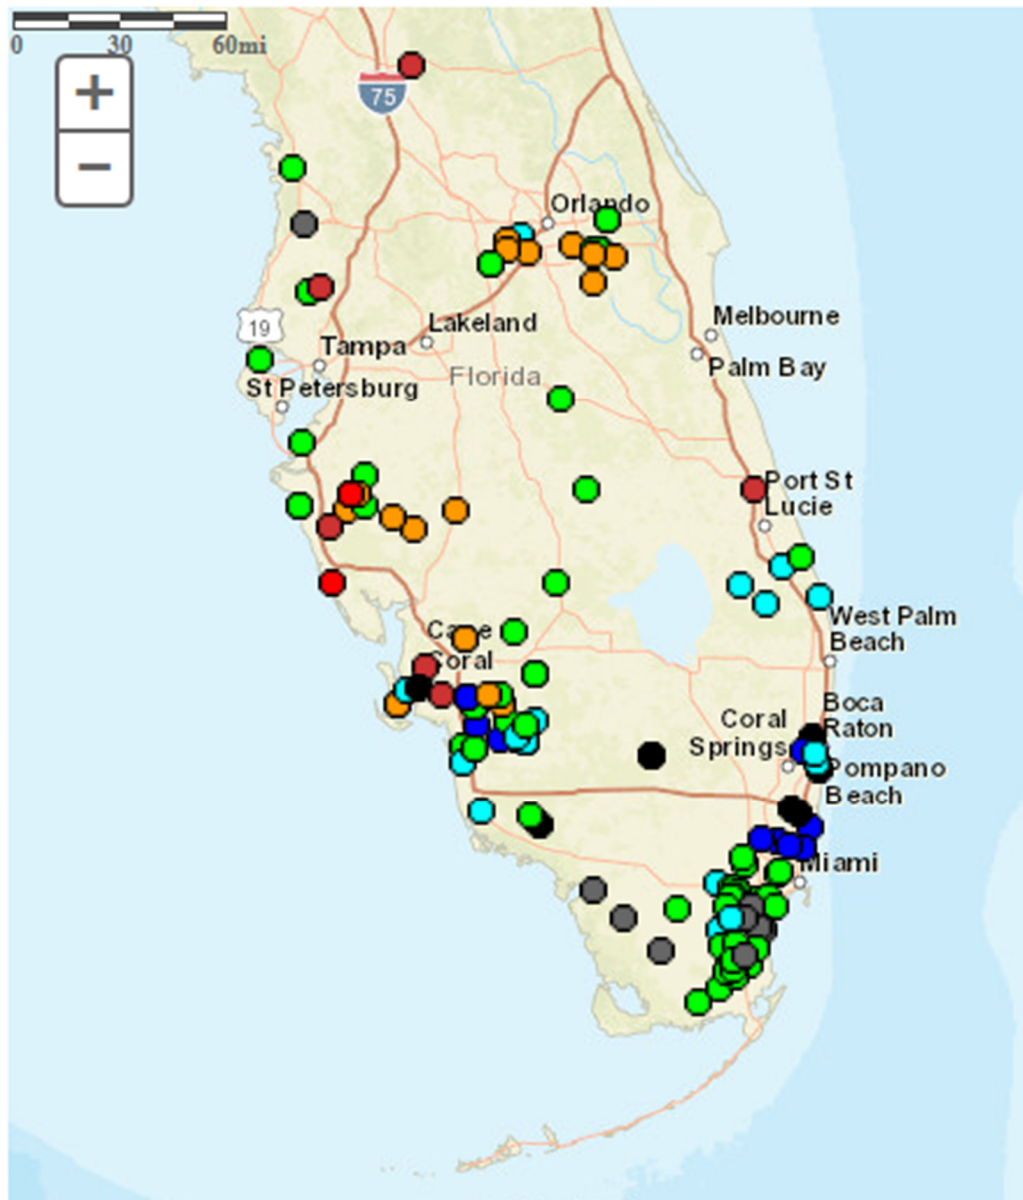 0 30 60mi
+
−
75
Orlando
19
Lakeland
Tampa
Melbourne
Palm Bay
St Petersburg
Florida
Port St
Lucie
West Palm
Beach
Cape
Coral
Boca
Raton
Coral
Springs
Pompano
Beach
Miami